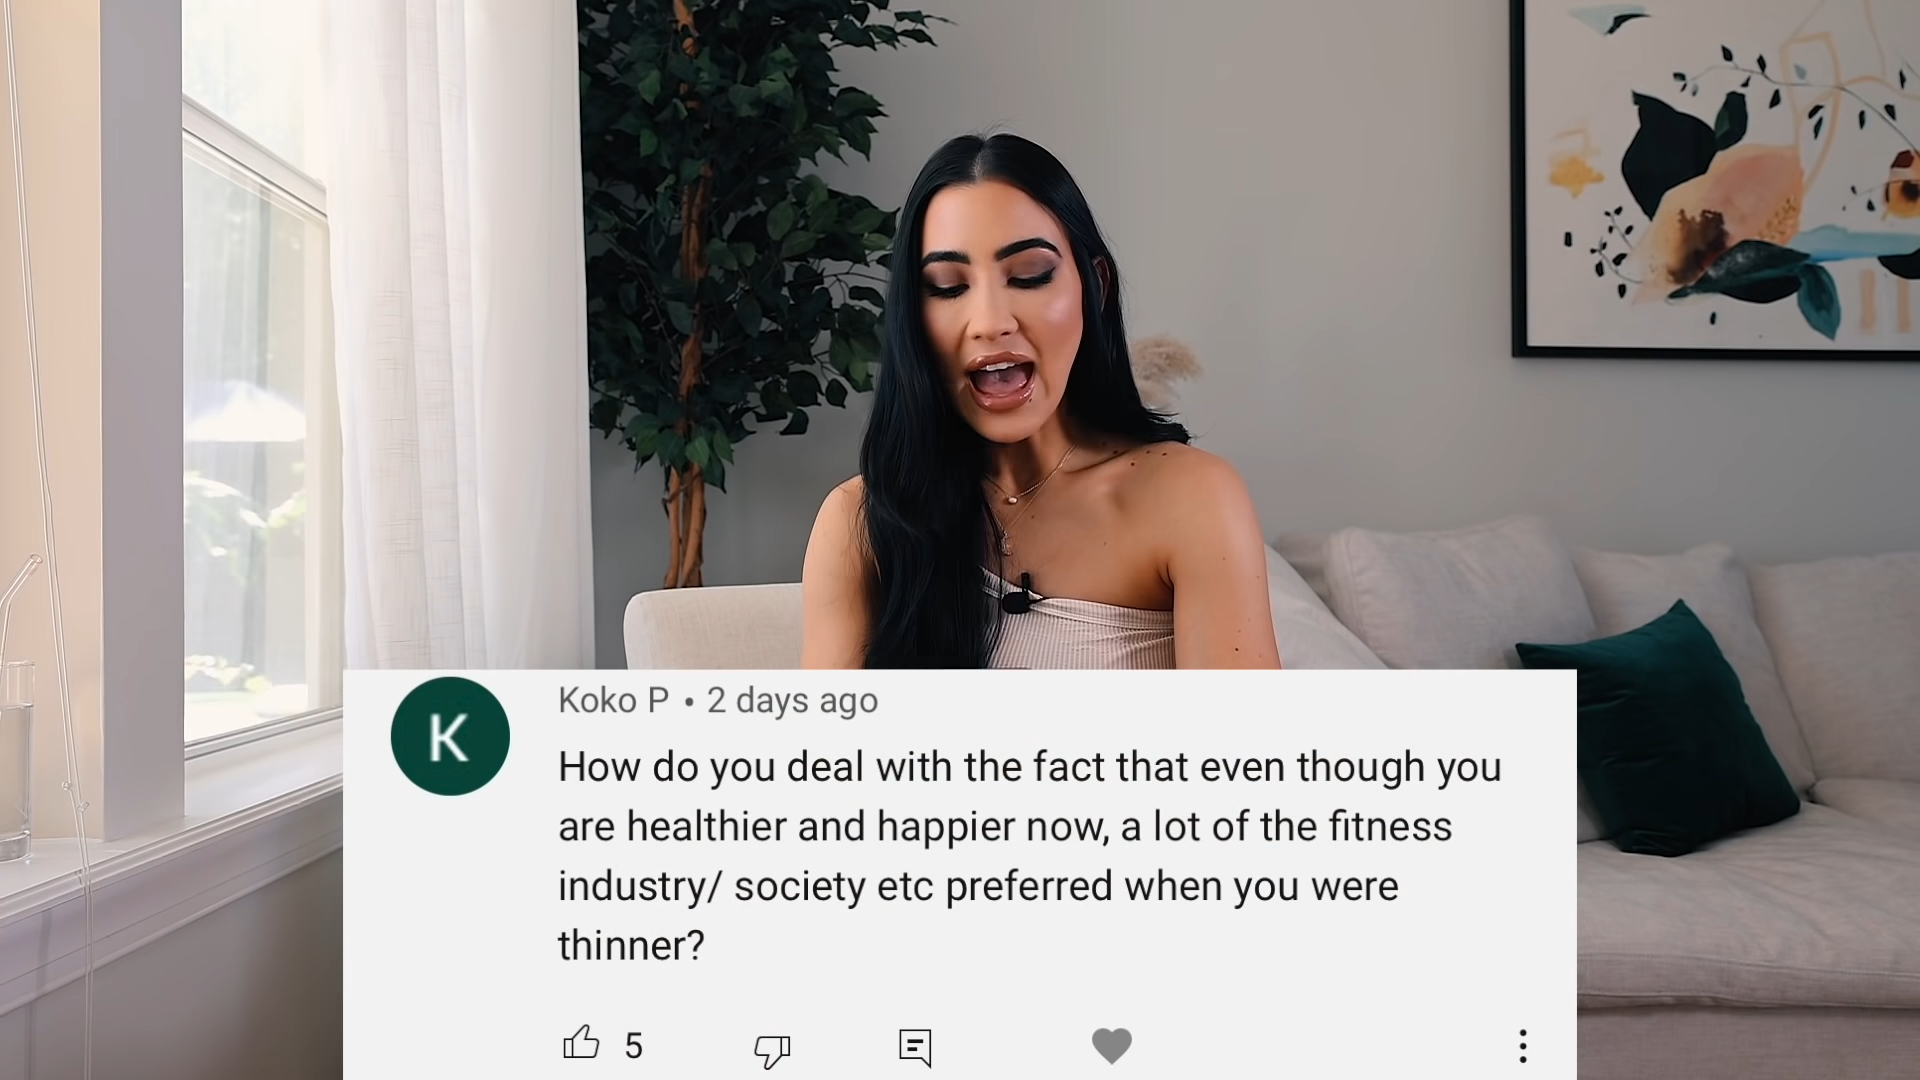 K
Koko P • 2 days ago
How do you deal with the fact that even though you
are healthier and happier now, a lot of the fitness
industry/ society etc preferred when you were
thinner?
5